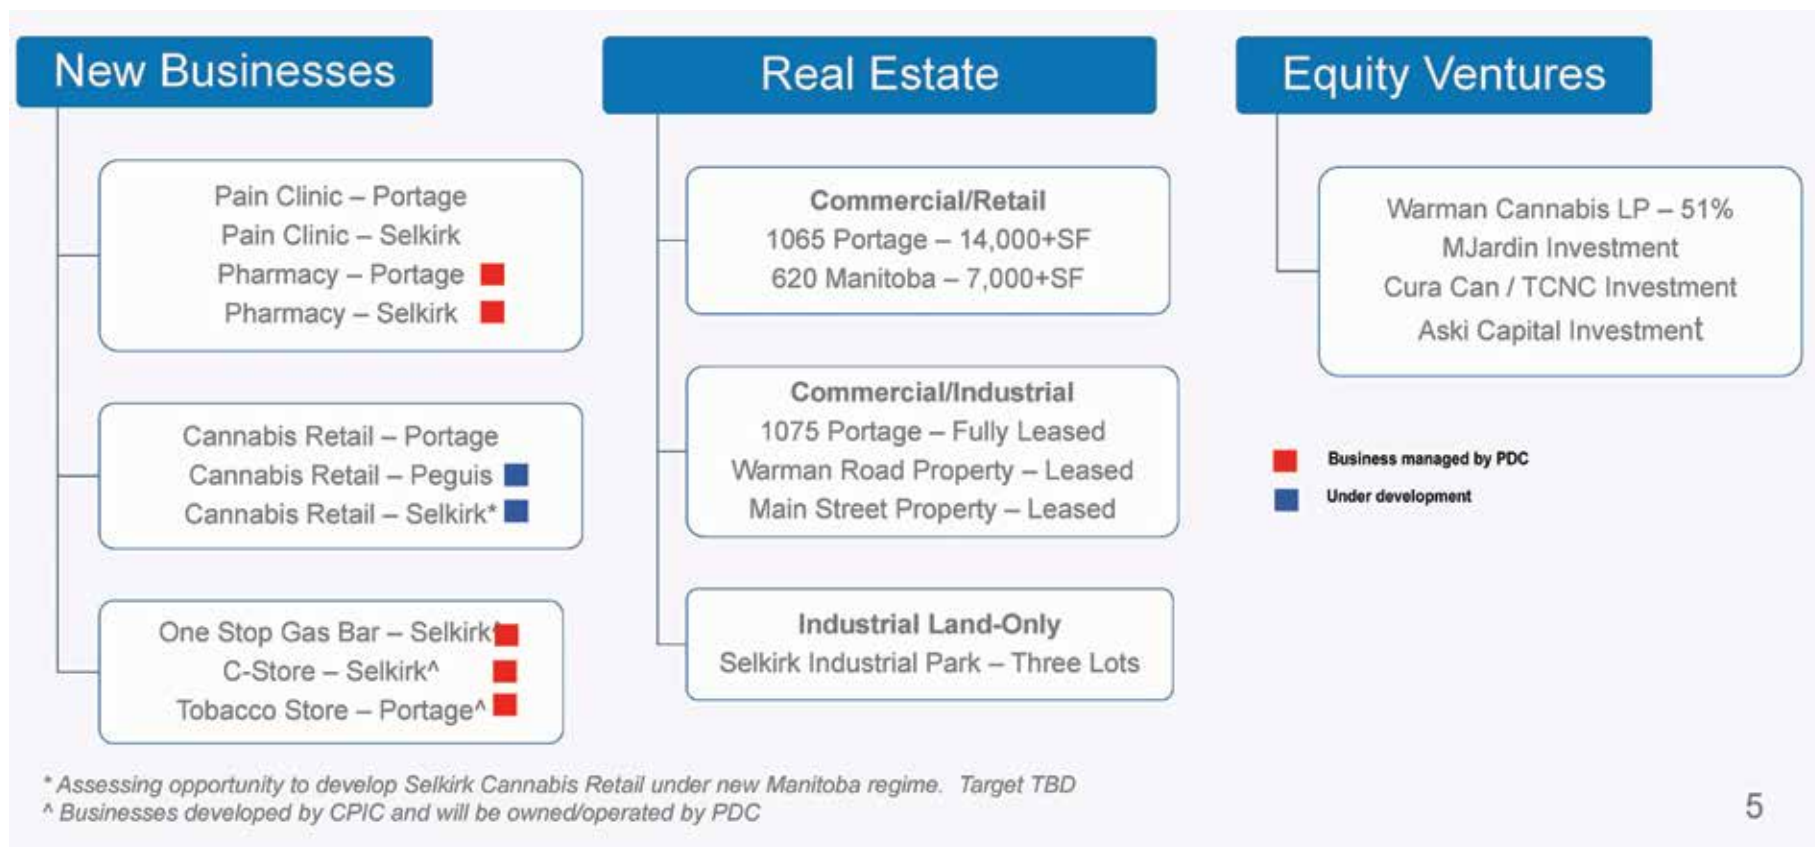 New Businesses
Pain Clinic – Portage
Pain Clinic – Selkirk
Pharmacy – Portage
Pharmacy – Selkirk
Cannabis Retail – Portage
Cannabis Retail – Peguis
Cannabis Retail – Selkirk*
One Stop Gas Bar – Selkirk^
C-Store – Selkirk^
Tobacco Store – Portage^
Real Estate
Commercial/Retail
1065 Portage – 14,000+SF
620 Manitoba – 7,000+SF
Commercial/Industrial
1075 Portage – Fully Leased
Warman Road Property – Leased
Main Street Property – Leased
Industrial Land-Only
Selkirk Industrial Park – Three Lots
Equity Ventures
Warman Cannabis LP – 51%
MJardin Investment
Cura Can / TCNC Investment
Aski Capital Investment
Business managed by PDC
Under development
* Assessing opportunity to develop Selkirk Cannabis Retail under new Manitoba regime. Target TBD
^ Businesses developed by CPIC and will be owned/operated by PDC
5